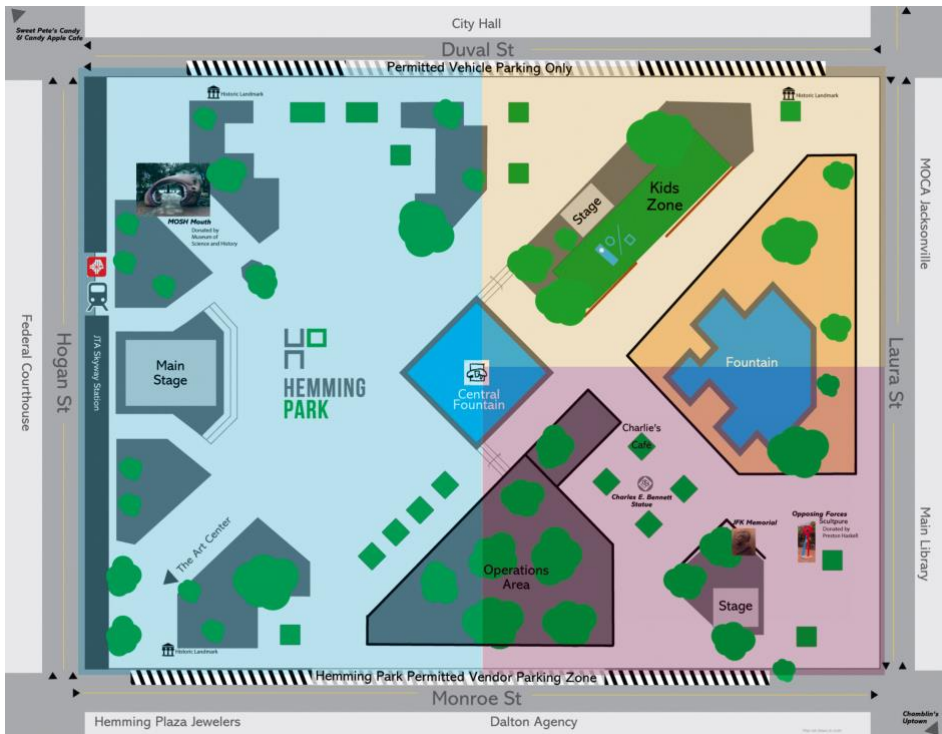 Sweet Pete's Candy
& Candy Apple Cafe
City Hall
Duval St
Permitted Vehicle Parking Only
Historic Landmark
Historic Landmark
MOSH Mouth
Donated by
Museum of
Science and History
Stage
Kids
Zone
MOCA Jacksonville
Federal Courthouse
Hogan St
JTA Skyway Station
Main
Stage
HEMMING
PARK
Central
Fountain
Fountain
Laura St
Charlie's
Cafe
Charles E. Bennett
Statue
JFK Memorial
Opposing Forces
Scultpure
Donated by
Preston Haskell
Main Library
The Art Center
Operations
Area
Stage
Historic Landmark
Hemming Park Permitted Vendor Parking Zone
Monroe St
Hemming Plaza Jewelers
Dalton Agency
Chamblin's
Uptown